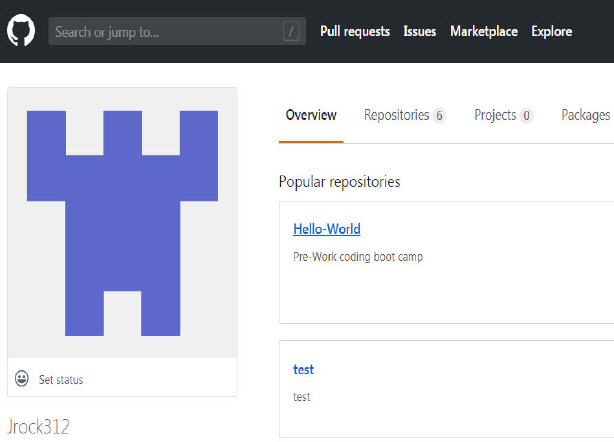 Search or jump to... / Pull requests Issues Marketplace Explore
Overview Repositories 6 Projects 0 Packages
Popular repositories
Hello-World
Pre-Work coding boot camp
test
test
Set status
Jrock312